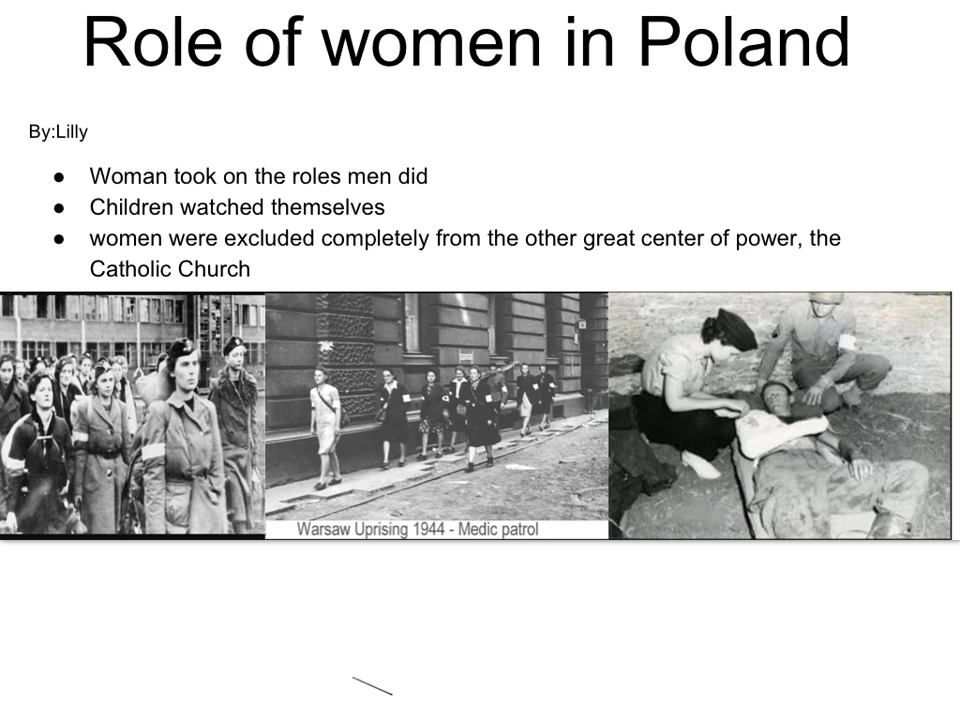 Role of women in Poland
By:Lilly
● Woman took on the roles men did
● Children watched themselves
● women were excluded completely from the other great center of power, the
Catholic Church
Warsaw Uprising 1944 - Medic patrol